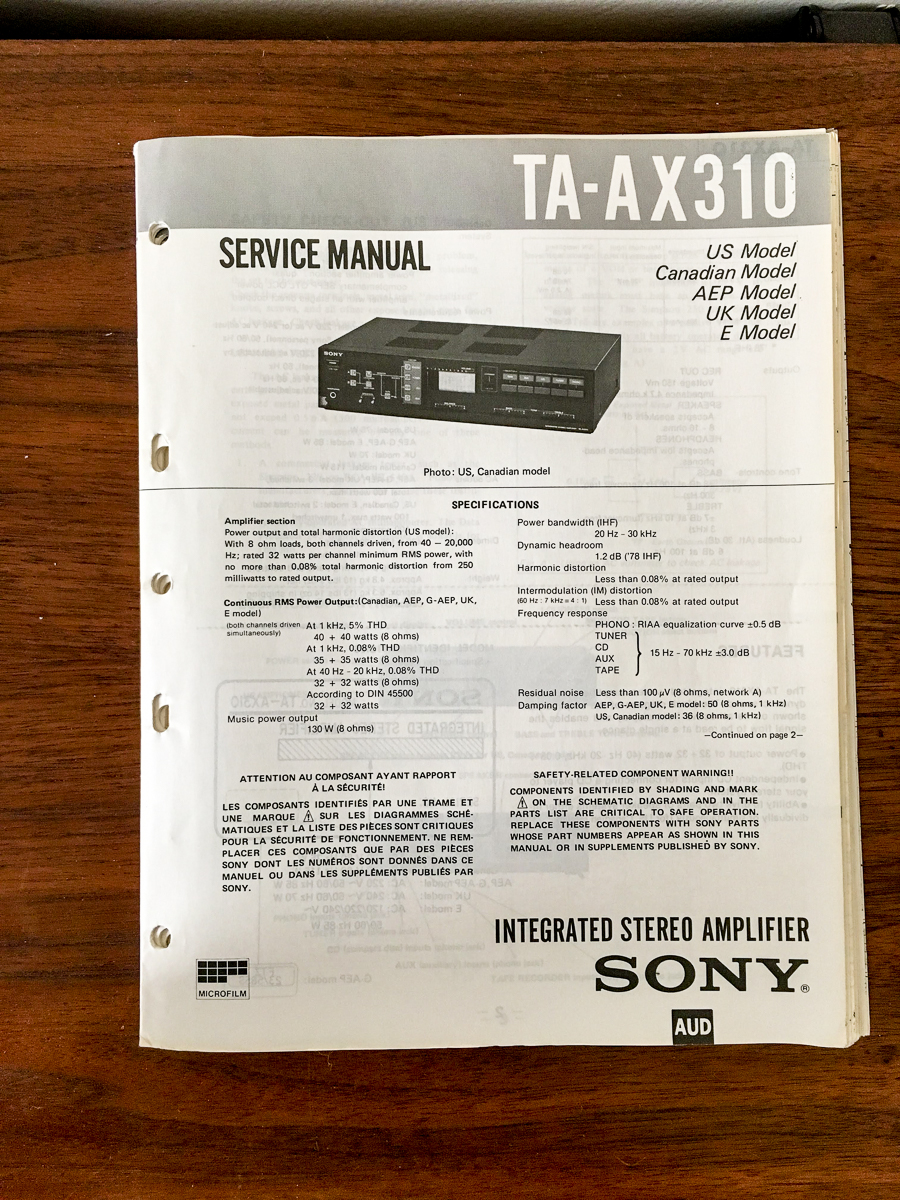 TA-AX310
SERVICE MANUAL
US Model
Canadian Model
AEP Model
UK Model
E Model
SONY
Photo: US, Canadian model
SPECIFICATIONS
Amplifier section
Power output and total harmonic distortion (US model):
With 8 ohm loads, both channels driven, from 40 – 20,000
Hz; rated 32 watts per channel minimum RMS power, with
no more than 0.08% total harmonic distortion from 250
milliwatts to rated output.
Continuous RMS Power Output: (Canadian, AEP, G-AEP, UK,
E model)
(both channels driven simultaneously) At 1 kHz, 5% THD
40 + 40 watts (8 ohms)
At 1 kHz, 0.08% THD
35 + 35 watts (8 ohms)
At 40 Hz - 20 kHz, 0.08% THD
32 + 32 watts (8 ohms)
According to DIN 45500
32 + 32 watts
Music power output
130 W (8 ohms)
Power bandwidth (IHF)
20 Hz - 30 kHz
Dynamic headroom
1.2 dB ('78 IHF)
Harmonic distortion
Less than 0.08% at rated output
Intermodulation (IM) distortion
(60 Hz : 7 kHz = 4 : 1) Less than 0.08% at rated output
Frequency response
PHONO : RIAA equalization curve ±0.5 dB
TUNER
CD
AUX
TAPE
15 Hz - 70 kHz ±3.0 dB
Residual noise Less than 100 µV (8 ohms, network A)
Damping factor AEP, G-AEP, UK, E model: 50 (8 ohms, 1 kHz)
US, Canadian model: 36 (8 ohms, 1 kHz)
—Continued on page 2—
ATTENTION AU COMPOSANT AYANT RAPPORT
À LA SÉCURITÉ!
LES COMPOSANTS IDENTIFIÉS PAR UNE TRAME ET
UNE MARQUE ⚠ SUR LES DIAGRAMMES SCHÉ-
MATIQUES ET LA LISTE DES PIÈCES SONT CRITIQUES
POUR LA SÉCURITÉ DE FONCTIONNEMENT. NE REM-
PLACER CES COMPOSANTS QUE PAR DES PIÈCES
SONY DONT LES NUMÉROS SONT DONNÉS DANS CE
MANUEL OU DANS LES SUPPLÉMENTS PUBLIÉS PAR
SONY.
SAFETY-RELATED COMPONENT WARNING!!
COMPONENTS IDENTIFIED BY SHADING AND MARK
⚠ ON THE SCHEMATIC DIAGRAMS AND IN THE
PARTS LIST ARE CRITICAL TO SAFE OPERATION.
REPLACE THESE COMPONENTS WITH SONY PARTS
WHOSE PART NUMBERS APPEAR AS SHOWN IN THIS
MANUAL OR IN SUPPLEMENTS PUBLISHED BY SONY.
MICROFILM
INTEGRATED STEREO AMPLIFIER
SONY®
AUD